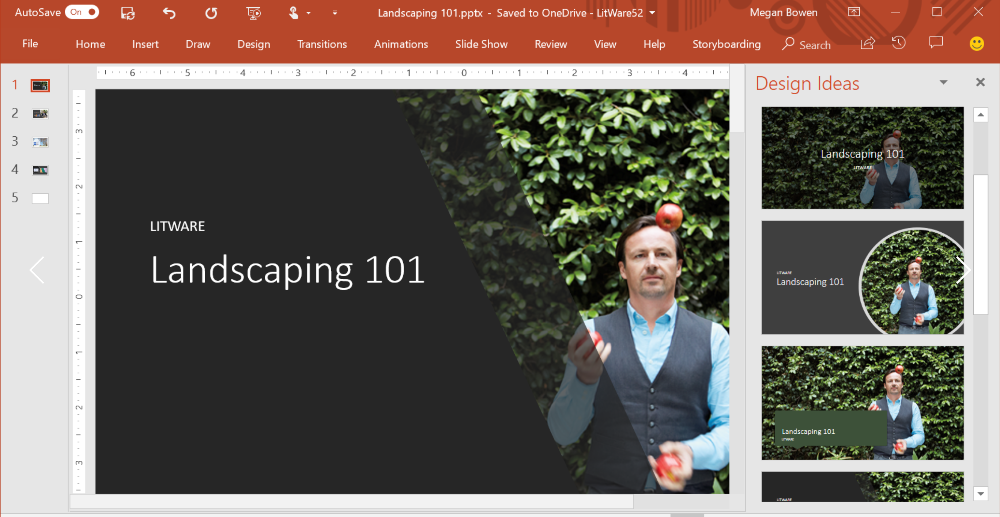 AutoSave On
Landscaping 101.pptx - Saved to OneDrive - LitWare52
Megan Bowen
File Home Insert Draw Design Transitions Animations Slide Show Review View Help Storyboarding Search
6 5 4 3 2 1 0 1 2 3 4
3
2
1
0
1
2
3
1
2
3
4
5
LITWARE
Landscaping 101
Design Ideas
Landscaping 101
LITWARE
LITWARE
Landscaping 101
Landscaping 101
LITWARE
LITWARE